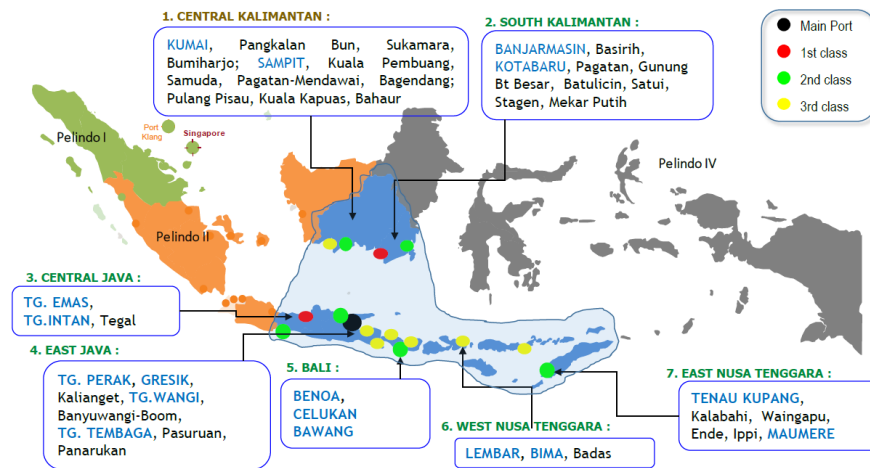 1. CENTRAL KALIMANTAN :
KUMAI, Pangkalan Bun, Sukamara,
Bumiharjo; SAMPIT, Kuala Pembuang,
Samuda, Pagatan-Mendawai, Bagendang;
Pulang Pisau, Kuala Kapuas, Bahaur
2. SOUTH KALIMANTAN :
BANJARMASIN, Basirih,
KOTABARU, Pagatan, Gunung
Bt Besar, Batulicin, Satui,
Stagen, Mekar Putih
Main Port
1st class
2nd class
3rd class
Pelindo I
Port
Klang
Singapore
Pelindo II
Pelindo IV
3. CENTRAL JAVA :
TG. EMAS,
TG.INTAN, Tegal
4. EAST JAVA :
TG. PERAK, GRESIK,
Kalianget, TG.WANGI,
Banyuwangi-Boom,
TG. TEMBAGA, Pasuruan,
Panarukan
5. BALI :
BENOA,
CELUKAN
BAWANG
6. WEST NUSA TENGGARA :
LEMBAR, BIMA, Badas
7. EAST NUSA TENGGARA :
TENAU KUPANG,
Kalabahi, Waingapu,
Ende, Ippi, MAUMERE